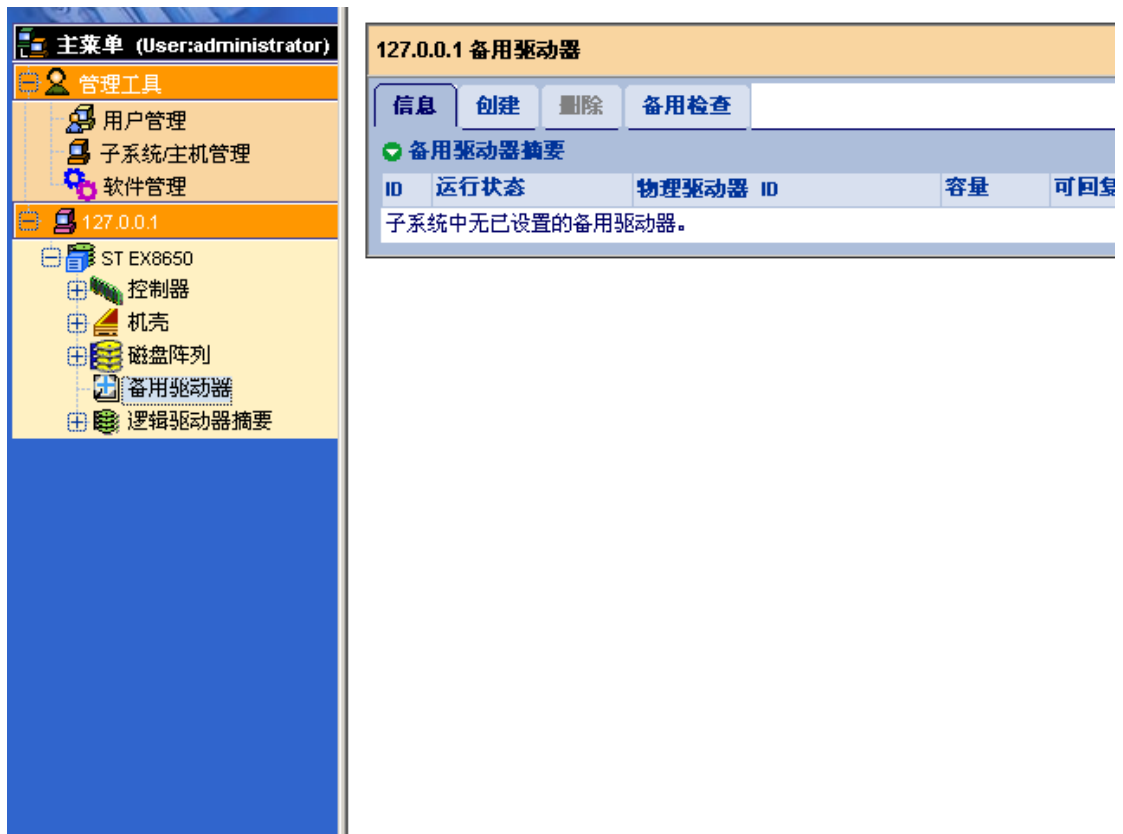 主菜单 (User:administrator)
管理工具
用户管理
子系统/主机管理
软件管理
127.0.0.1
ST EX8650
控制器
机壳
磁盘阵列
备用驱动器
逻辑驱动器摘要
127.0.0.1 备用驱动器
信息 创建 删除 备用检查
备用驱动器摘要
ID 运行状态 物理驱动器 ID 容量 可回复
子系统中无已设置的备用驱动器。